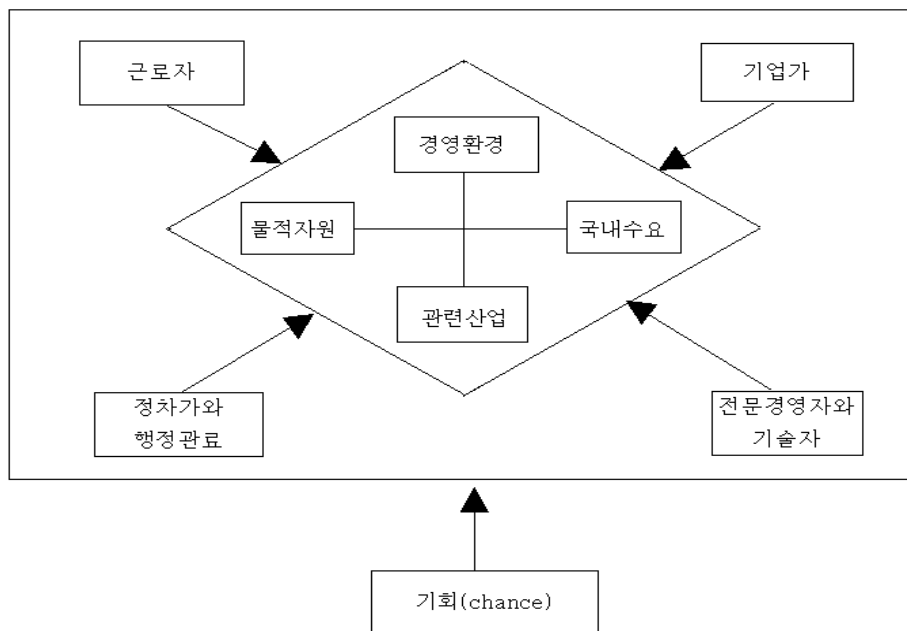 근로자
기업가
경영환경
물적자원
국내수요
관련산업
정차가와
행정관료
전문경영자와
기술자
기회(chance)